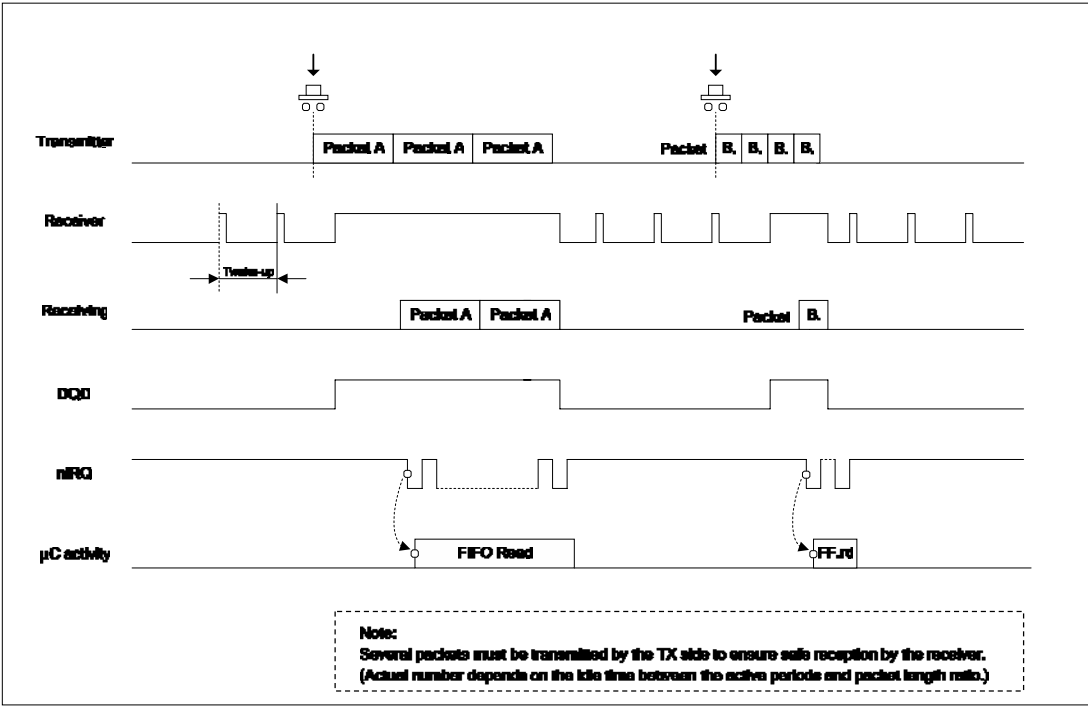 Transmitter
Packet A Packet A Packet A
Packet B. B. B. B.
Receiver
Twake-up
Receiving
Packet A Packet A
Packet B.
DQD
nIRQ
µC activity
FIFO Read
FF.rd
Note:
Several packets must be transmitted by the TX side to ensure safe reception by the receiver.
(Actual number depends on the idle time between the active periods and packet length ratio.)